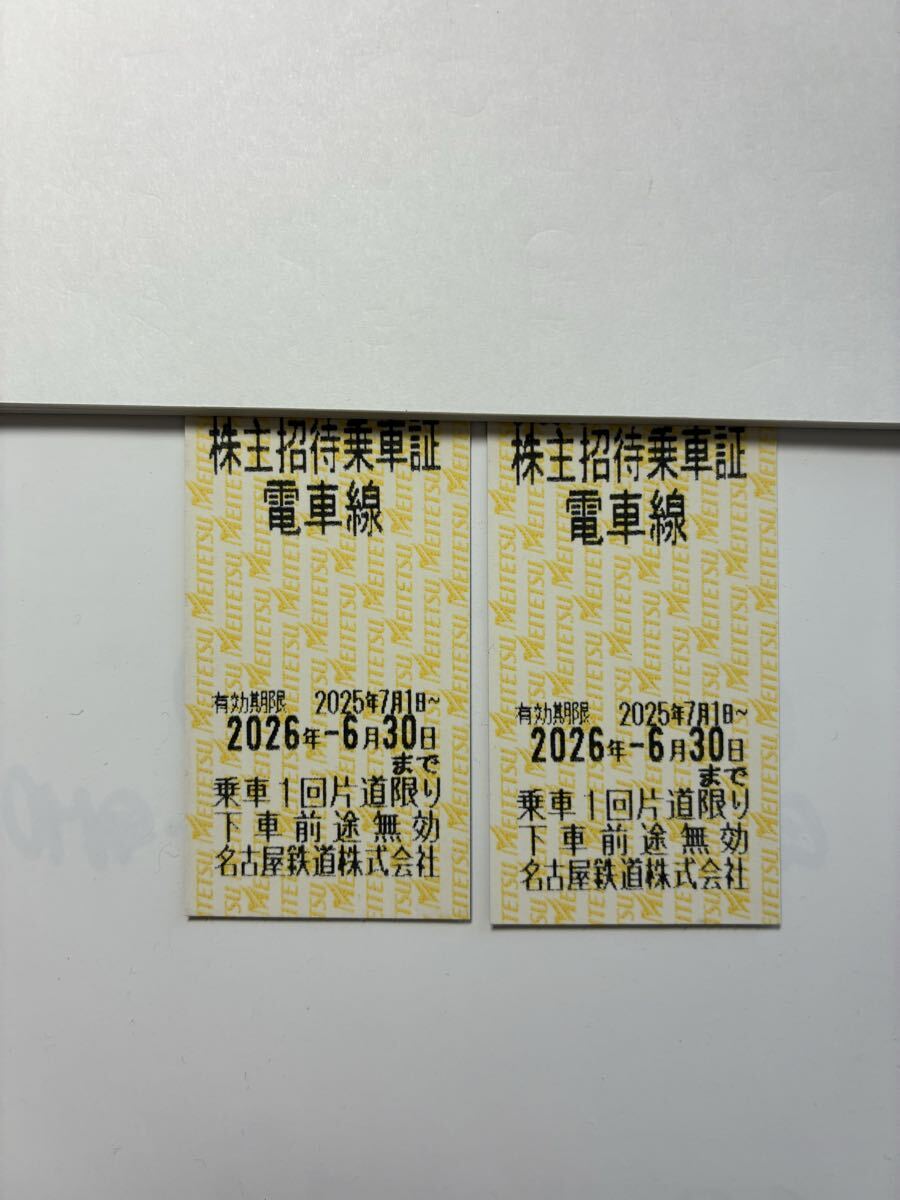 株主招待乗車証
電車線
有効期限 2025年7月1日~
2026年-6月30日
まで
乗車1回片道限り
下車前途無効
名古屋鉄道株式会社
株主招待乗車証
電車線
有効期限 2025年7月1日~
2026年-6月30日
まで
乗車1回片道限り
下車前途無効
名古屋鉄道株式会社
MEITETSU